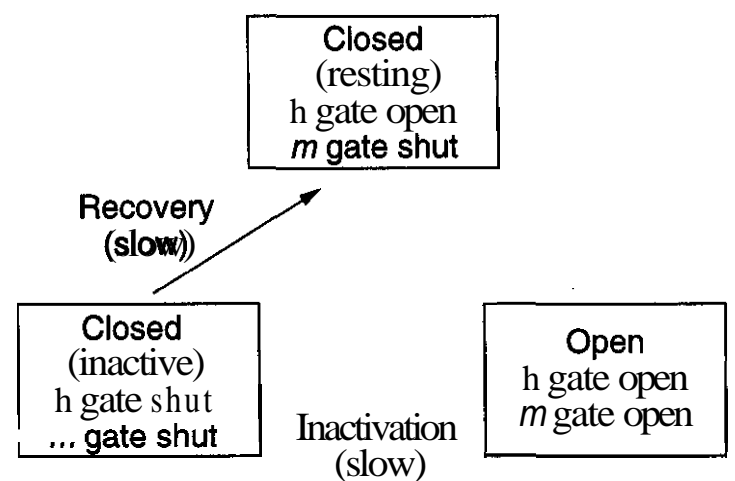 Closed
(resting)
h gate open
m gate shut
Recovery
(slow)
Closed
(inactive)
h gate shut
... gate shut
Open
h gate open
m gate open
Inactivation
(slow)